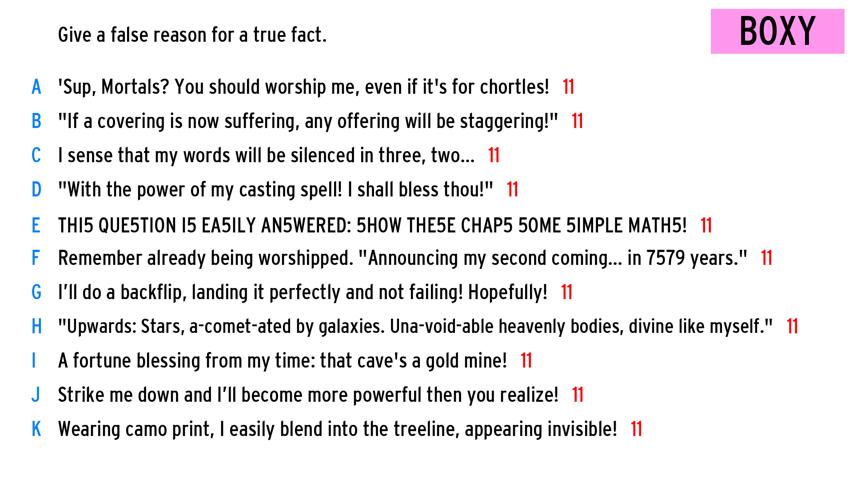 Give a false reason for a true fact.
BOXY
A 'Sup, Mortals? You should worship me, even if it's for chortles! 11
B "If a covering is now suffering, any offering will be staggering!" 11
C I sense that my words will be silenced in three, two... 11
D "With the power of my casting spell! I shall bless thou!" 11
E THI5 QUE5TION I5 EA5ILY AN5WERED: 5HOW THE5E CHAP5 5OME 5IMPLE MATH5! 11
F Remember already being worshipped. "Announcing my second coming... in 7579 years." 11
G I'll do a backflip, landing it perfectly and not failing! Hopefully! 11
H "Upwards: Stars, a-comet-ated by galaxies. Una-void-able heavenly bodies, divine like myself." 11
I A fortune blessing from my time: that cave's a gold mine! 11
J Strike me down and I'll become more powerful then you realize! 11
K Wearing camo print, I easily blend into the treeline, appearing invisible! 11